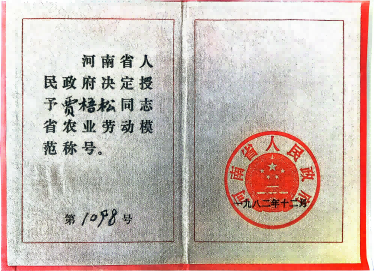 河南省人
民政府决定授
予贾梧松同志
省农业劳动模
范称号。
第1098号
河南省人民政府
一九八二年十二月